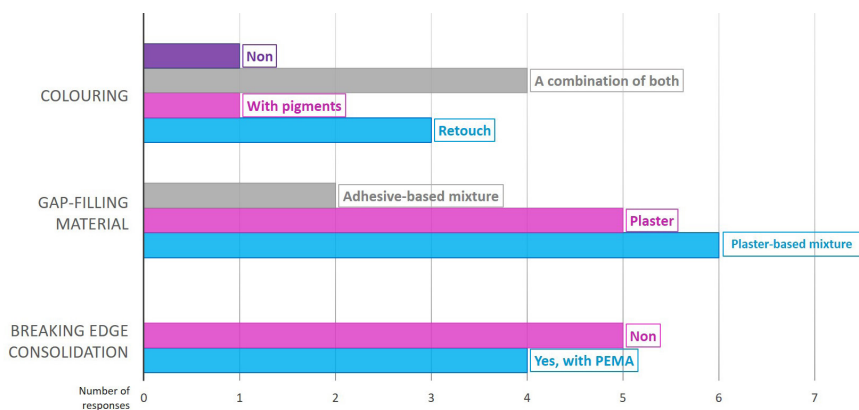 Non
A combination of both
COLOURING
With pigments
Retouch
Adhesive-based mixture
GAP-FILLING
MATERIAL
Plaster
Plaster-based mixture
BREAKING EDGE
CONSOLIDATION
Non
Yes, with PEMA
Number of
responses
0 1 2 3 4 5 6 7